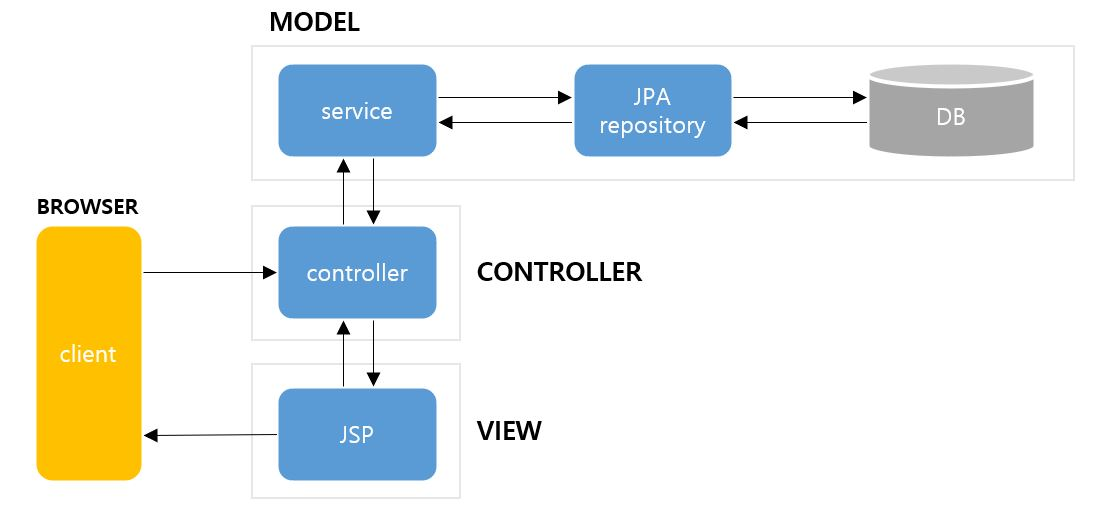 MODEL
service
JPA
repository
DB
BROWSER
client
controller
CONTROLLER
JSP
VIEW